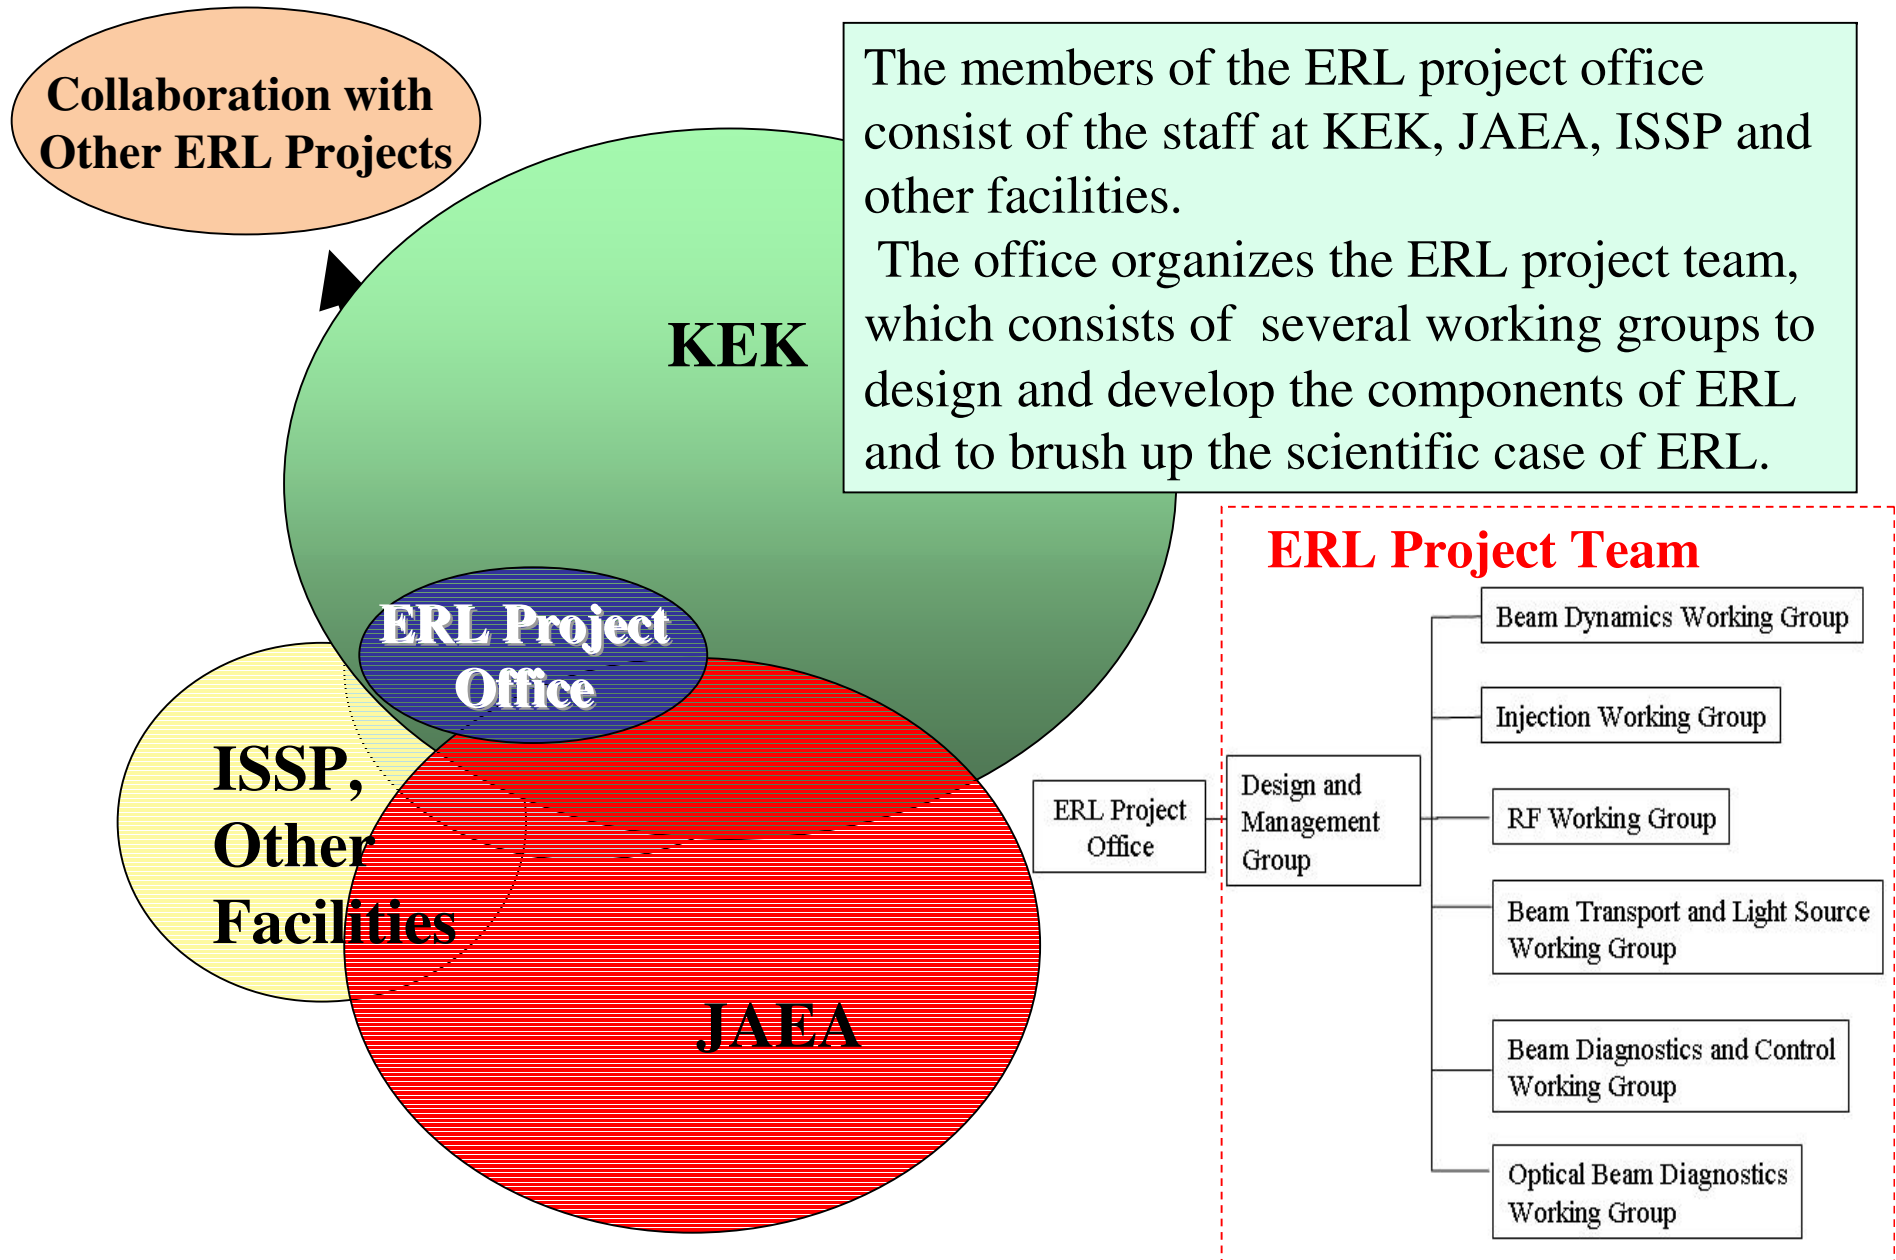 Collaboration with
Other ERL Projects
The members of the ERL project office
consist of the staff at KEK, JAEA, ISSP and
other facilities.
The office organizes the ERL project team,
which consists of several working groups to
design and develop the components of ERL
and to brush up the scientific case of ERL.
KEK
ERL Project
Office
ISSP,
Other
Facilities
JAEA
ERL Project Team
ERL Project
Office
Design and
Management
Group
Beam Dynamics Working Group
Injection Working Group
RF Working Group
Beam Transport and Light Source
Working Group
Beam Diagnostics and Control
Working Group
Optical Beam Diagnostics
Working Group